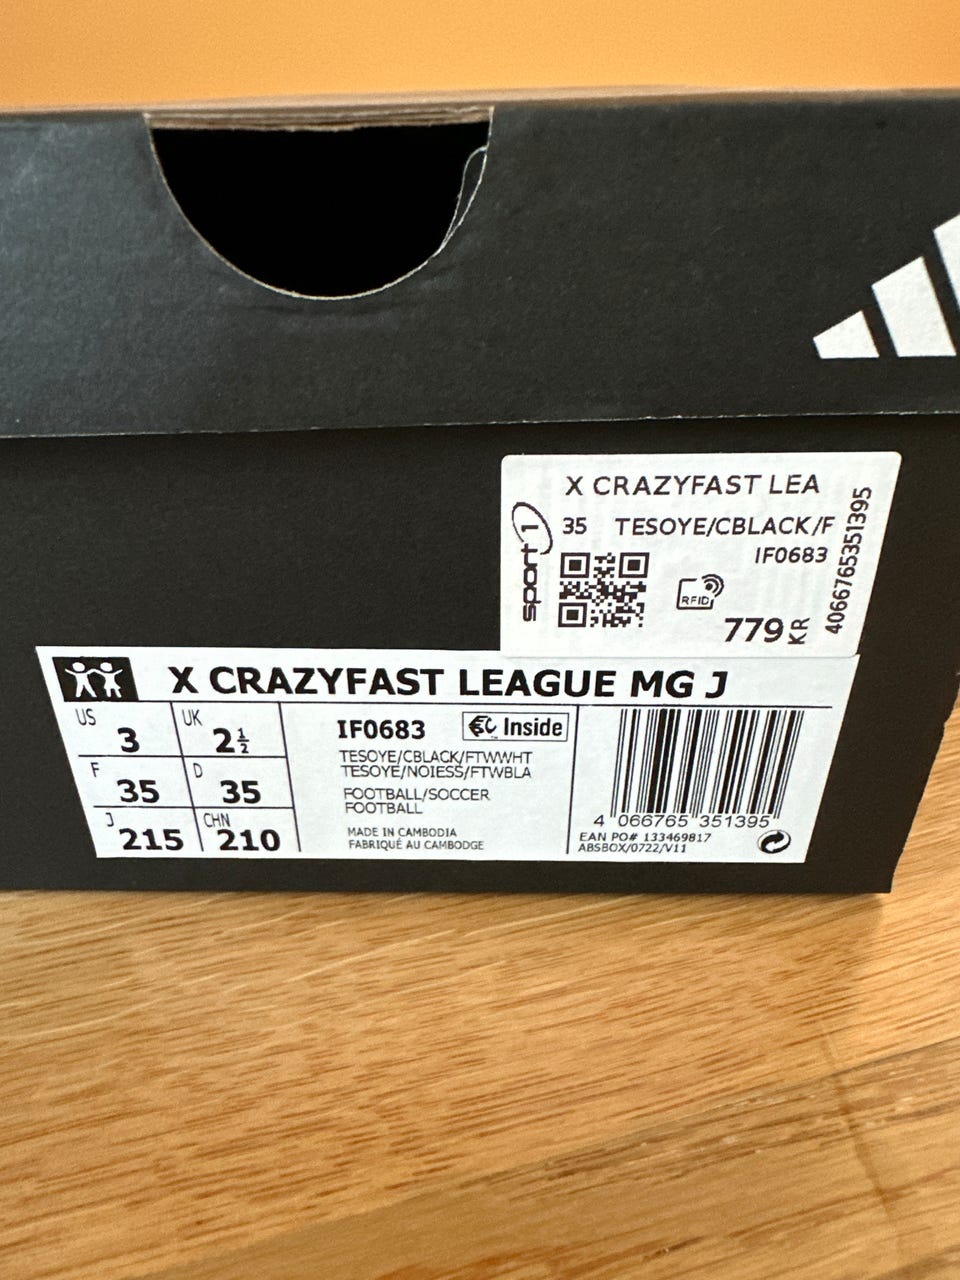 X CRAZYFAST LEA
35 TESOYE/CBLACK/F
IF0683
sport 1
RFID
779 KR
4066765351395
X CRAZYFAST LEAGUE MG J
US 3 UK 2½
F 35 D 35
J 215 CHN 210
IF0683
EC Inside
TESOYE/CBLACK/FTWWHT
TESOYE/NOIESS/FTWBLA
FOOTBALL/SOCCER
FOOTBALL
MADE IN CAMBODIA
FABRIQUÉ AU CAMBODGE
4 066765 351395
EAN PO# 133469817
ABSBOX/0722/V11